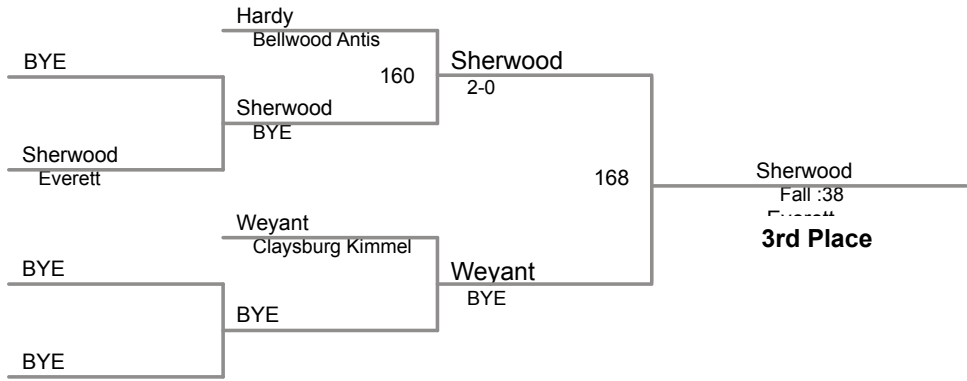 Hardy
Bellwood Antis
BYE
160
Sherwood
2-0
Sherwood
BYE
Sherwood
Everett
168
Sherwood
Fall :38
3rd Place
Weyant
Claysburg Kimmel
BYE
Weyant
BYE
BYE
BYE